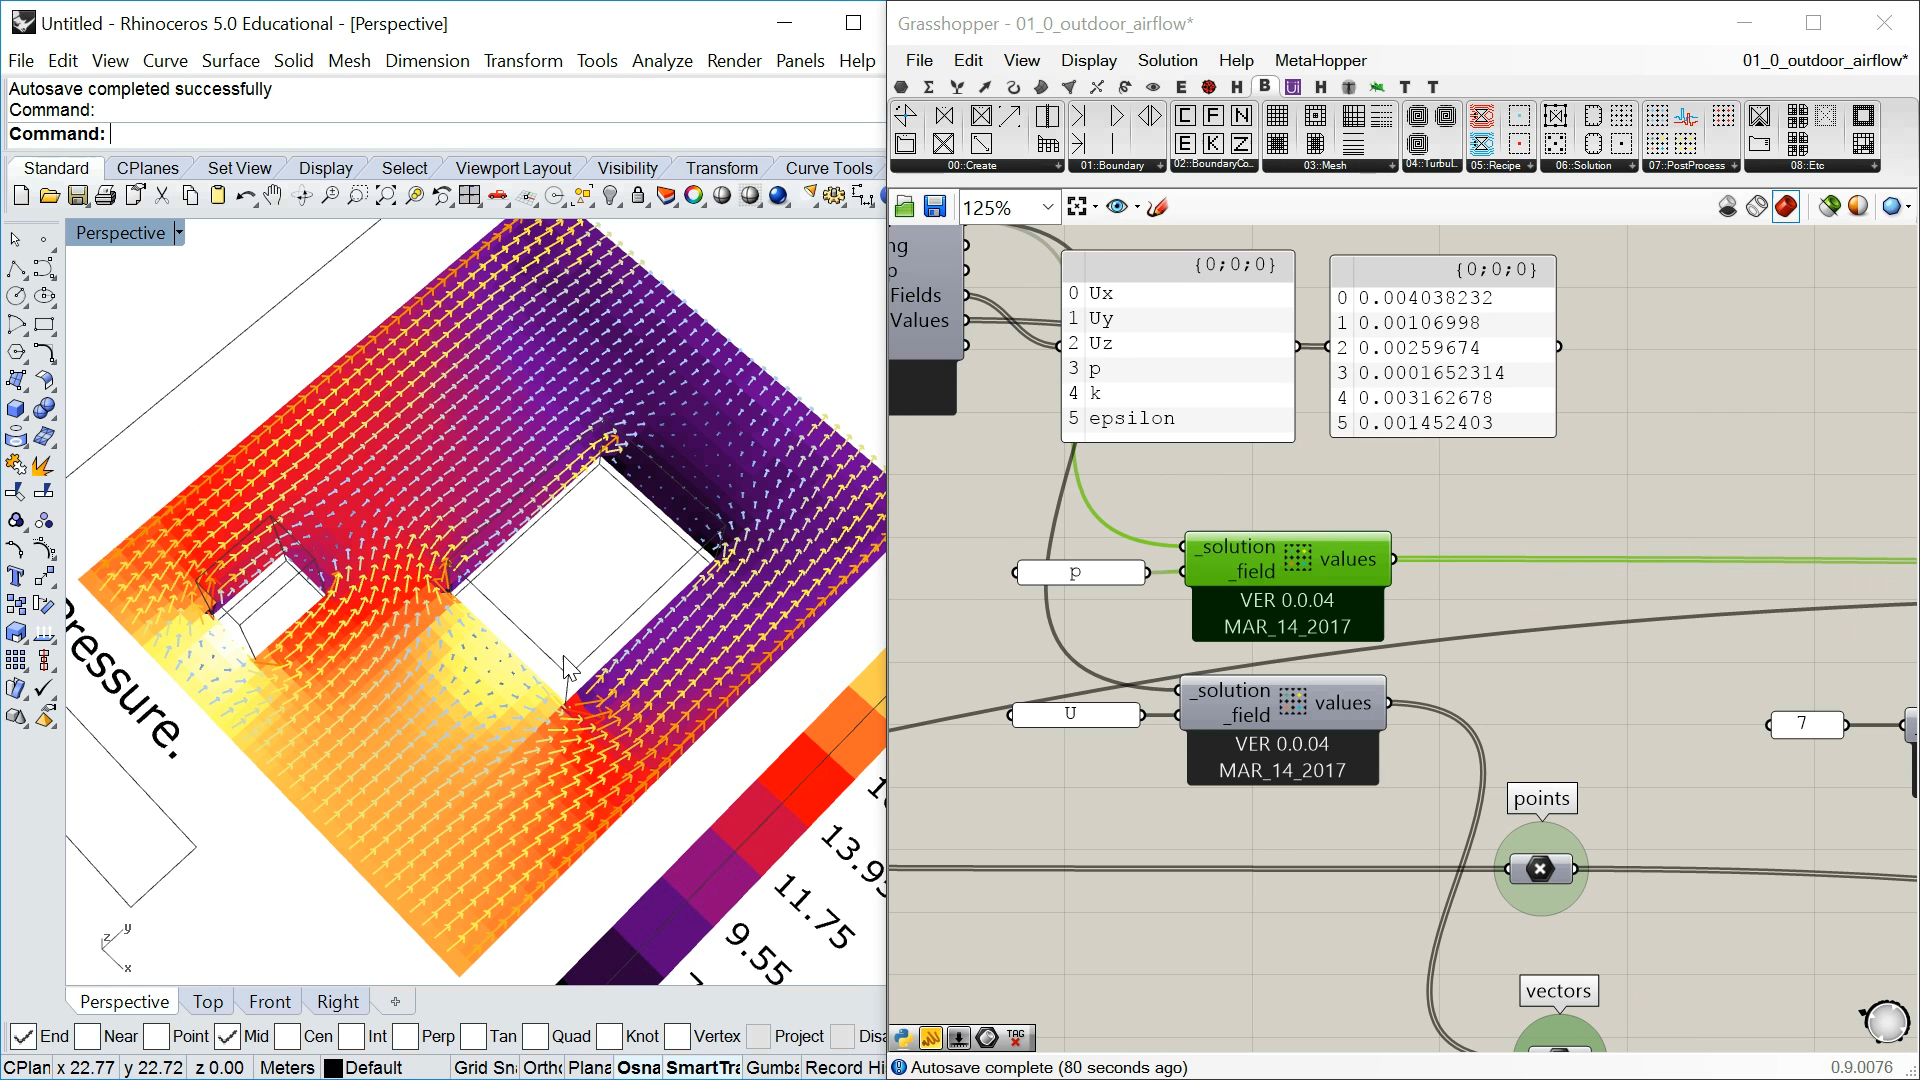 Untitled - Rhinoceros 5.0 Educational - [Perspective]
File Edit View Curve Surface Solid Mesh Dimension Transform Tools Analyze Render Panels Help
Autosave completed successfully
Command:
Command:
Standard CPlanes Set View Display Select Viewport Layout Visibility Transform Curve Tools
Perspective
ressure.
13.9
11.75
9.55
z y x
Perspective Top Front Right
End Near Point Mid Cen Int Perp Tan Quad Knot Vertex Project Disa
CPlan x 22.77 y 22.72 z 0.00 Meters Default Grid Sn Ortho Plana Osna SmartTra Gumba Record Hi
Grasshopper - 01_0_outdoor_airflow*
File Edit View Display Solution Help MetaHopper 01_0_outdoor_airflow*
E H B Uj H T T
C F N
E K Z
00::Create 01::Boundary 02::BoundaryCo... 03::Mesh 04::Turbul... 05::Recipe 06::Solution 07::PostProcess 08::Etc
125%
ng
Fields
Values
{0;0;0}
0 Ux
1 Uy
2 Uz
3 p
4 k
5 epsilon
{0;0;0}
0 0.004038232
1 0.00106998
2 0.00259674
3 0.0001652314
4 0.003162678
5 0.001452403
p
_solution
_field
values
VER 0.0.04
MAR_14_2017
U
_solution
_field
values
VER 0.0.04
MAR_14_2017
7
points
vectors
TAG
Autosave complete (80 seconds ago) 0.9.0076